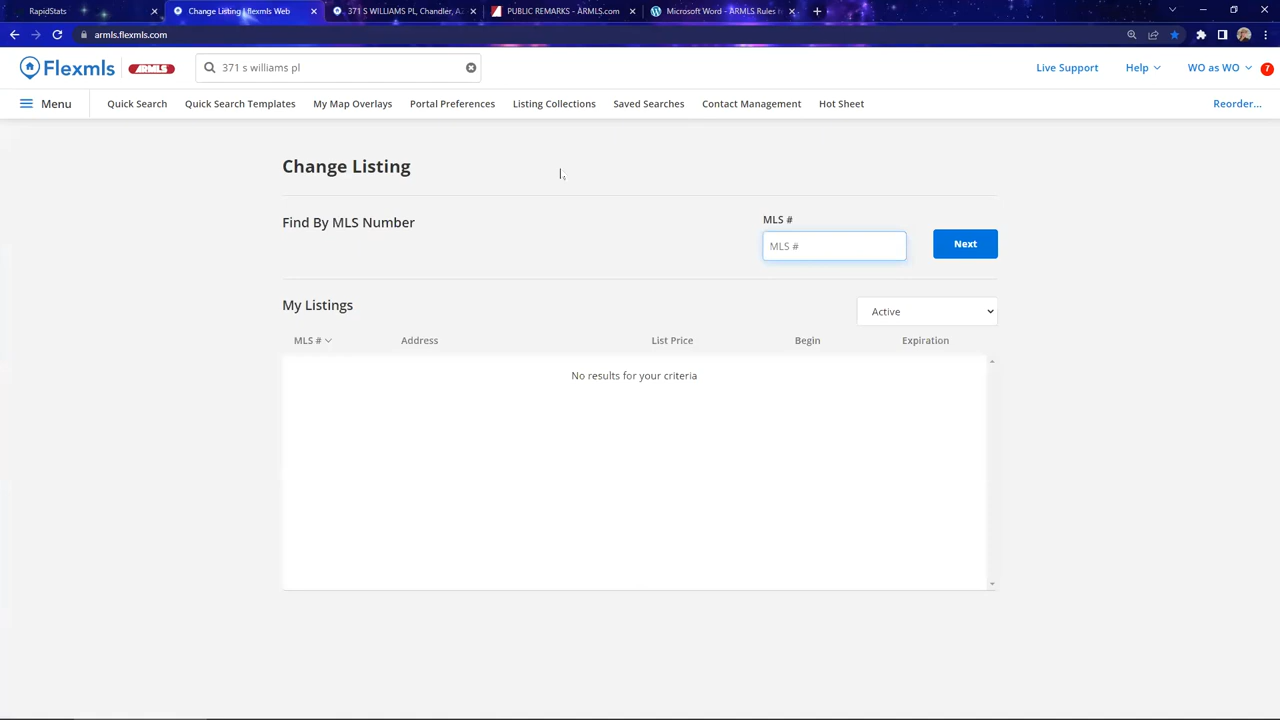 RapidStats
Change Listing | flexmls Web
371 S WILLIAMS PL, Chandler, A
PUBLIC REMARKS - ARMLS.com
Microsoft Word - ARMLS Rules
armls.flexmls.com
Flexmls
ARMLS
371 s williams pl
Live Support
Help
WO as WO
7
Menu
Quick Search
Quick Search Templates
My Map Overlays
Portal Preferences
Listing Collections
Saved Searches
Contact Management
Hot Sheet
Reorder...
Change Listing
Find By MLS Number
MLS #
MLS #
Next
My Listings
Active
MLS # Address List Price Begin Expiration
No results for your criteria